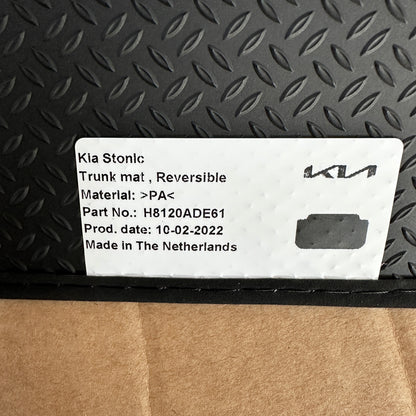 Kia Stonic
KIA
Trunk mat , Reversible
Material: >PA<
Part No.: H8120ADE61
Prod. date: 10-02-2022
Made in The Netherlands